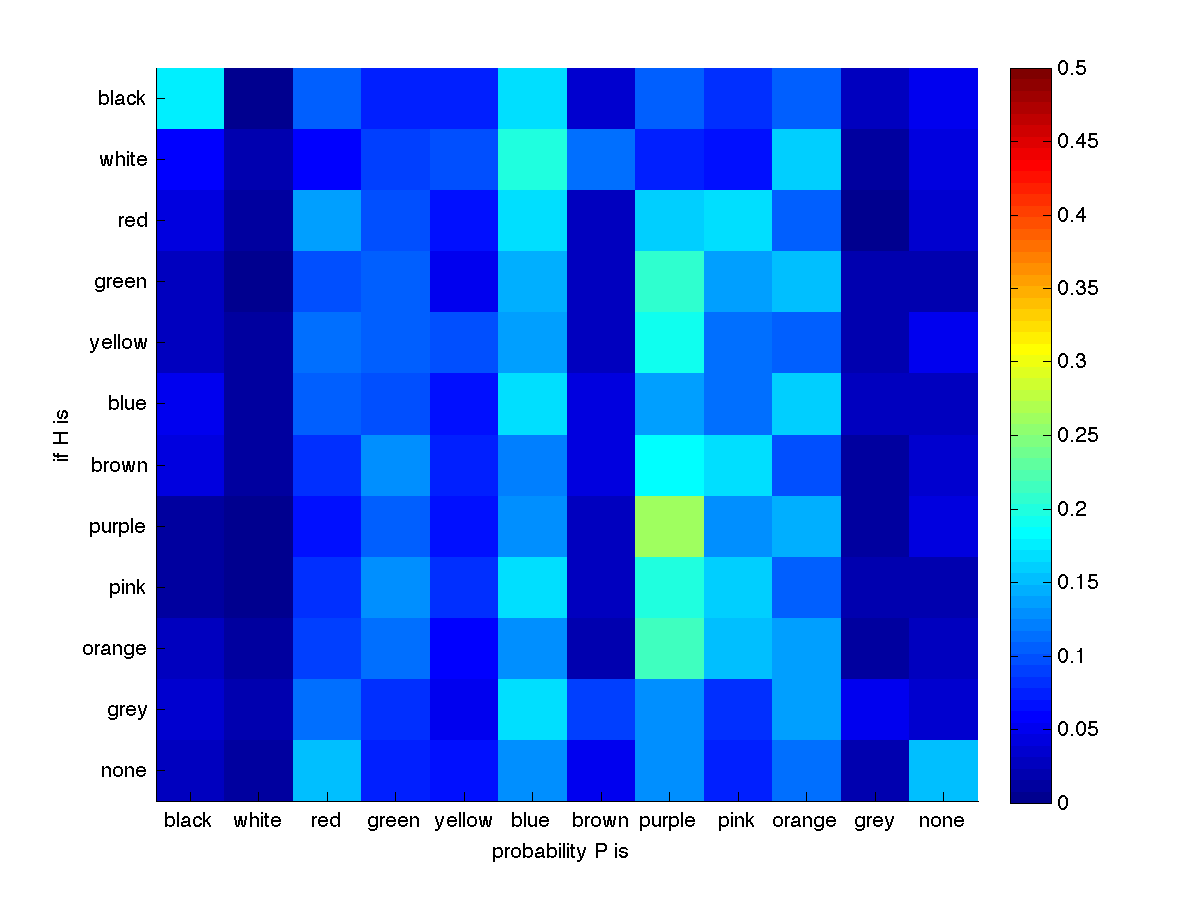 0.5
black
0.45
white
0.4
red
0.35
green
0.3
yellow
0.25
blue
if H is
brown
0.2
purple
0.15
pink
0.1
orange
0.05
grey
none
0
black white red green yellow blue brown purple pink orange grey none
probability P is